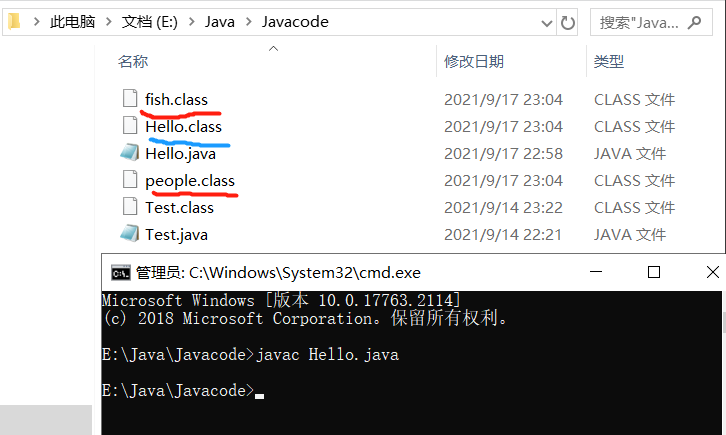 此电脑 > 文档 (E:) > Java > Javacode
搜索"Java...
名称 修改日期 类型
fish.class 2021/9/17 23:04 CLASS 文件
Hello.class 2021/9/17 23:04 CLASS 文件
Hello.java 2021/9/17 22:58 JAVA 文件
people.class 2021/9/17 23:04 CLASS 文件
Test.class 2021/9/14 23:22 CLASS 文件
Test.java 2021/9/14 22:21 JAVA 文件
管理员: C:\Windows\System32\cmd.exe
Microsoft Windows [版本 10.0.17763.2114]
(c) 2018 Microsoft Corporation。保留所有权利。
E:\Java\Javacode>javac Hello.java
E:\Java\Javacode>